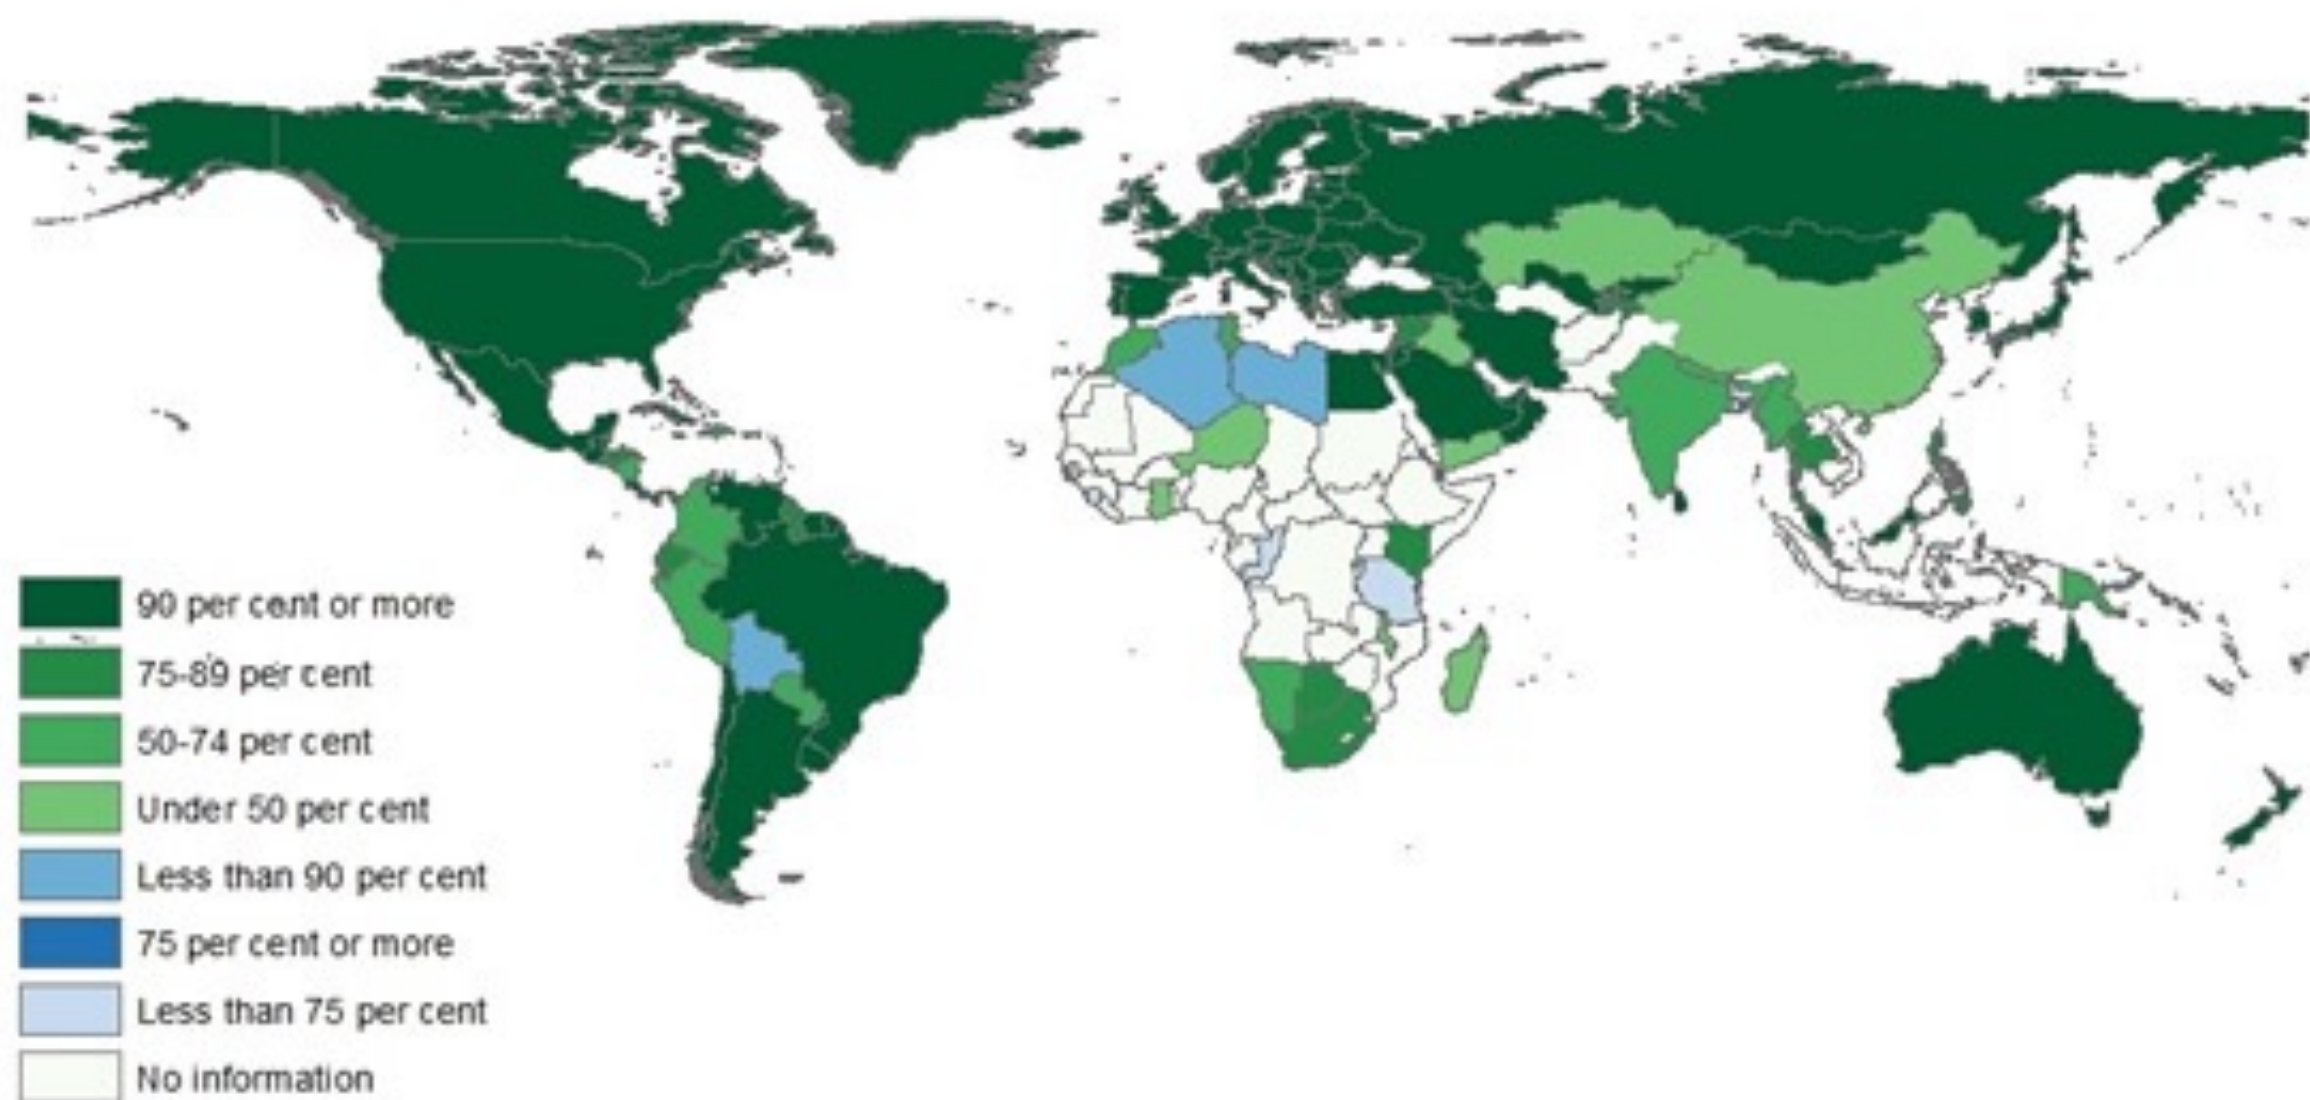 90 per cent or more
75-89 per cent
50-74 per cent
Under 50 per cent
Less than 90 per cent
75 per cent or more
Less than 75 per cent
No information